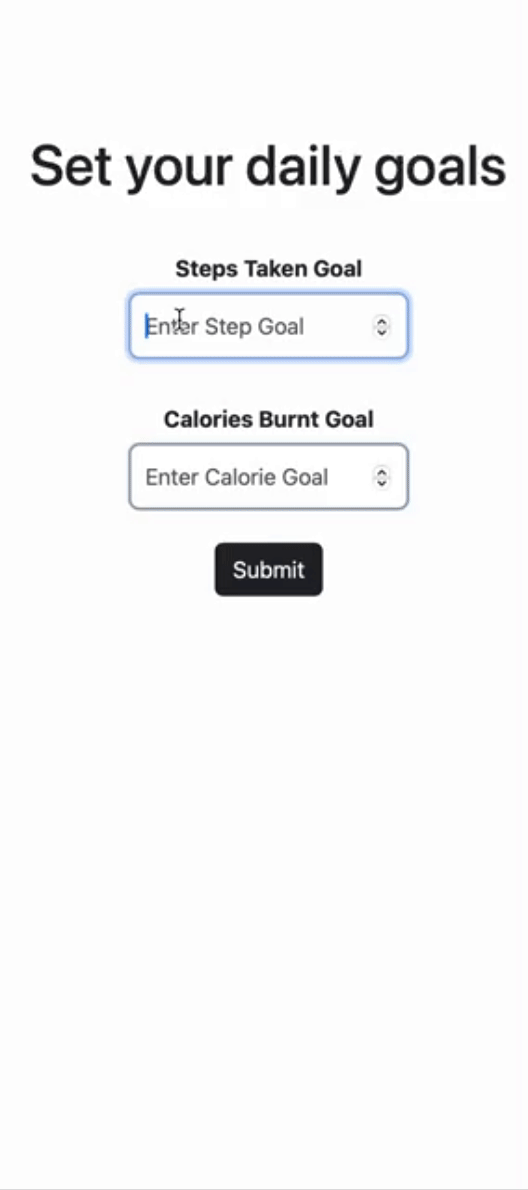 Set your daily goals
Steps Taken Goal
Enter Step Goal
Calories Burnt Goal
Enter Calorie Goal
Submit